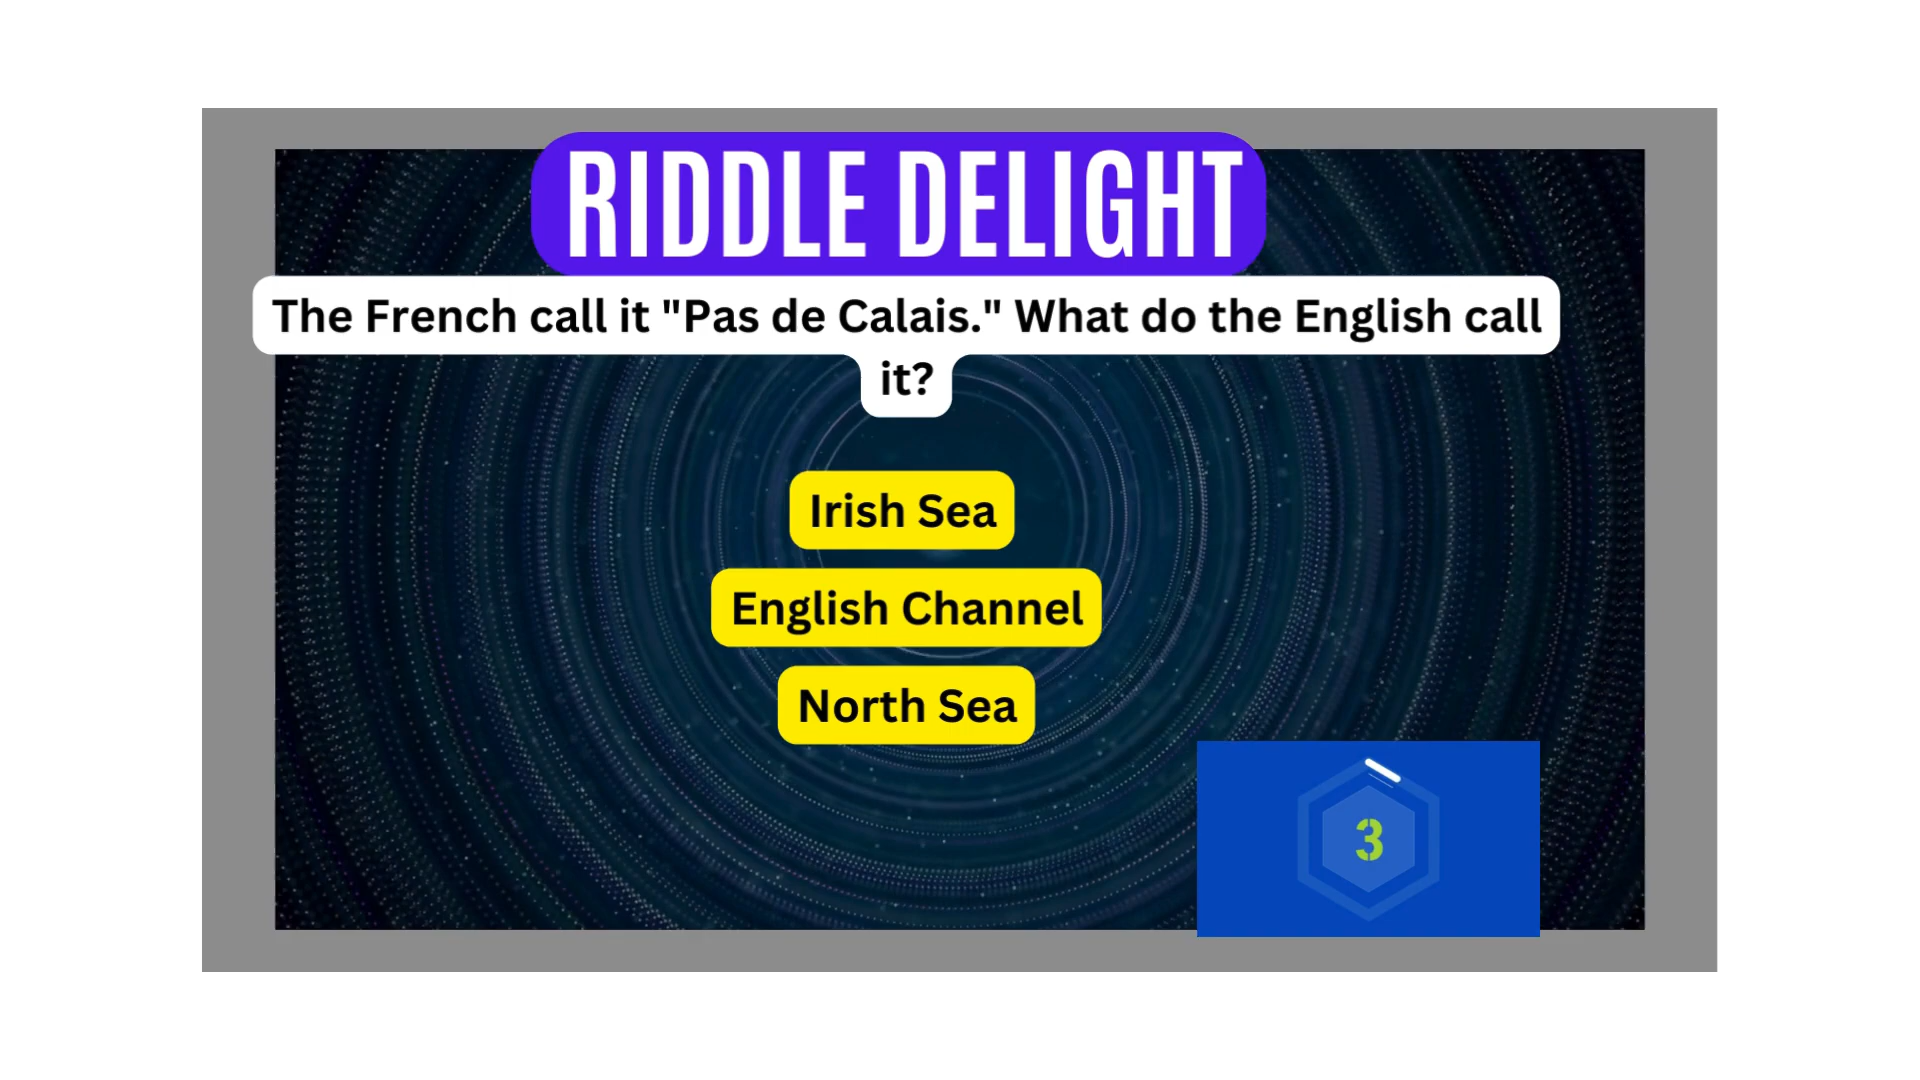 RIDDLE DELIGHT
The French call it "Pas de Calais." What do the English call
it?
Irish Sea
English Channel
North Sea
3